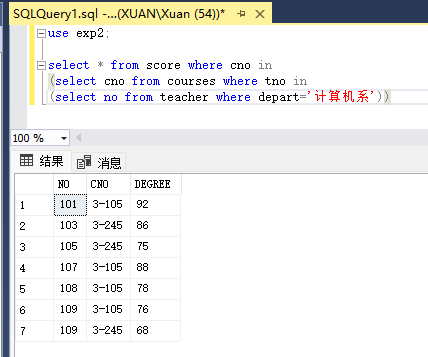 SQLQuery1.sql -...(XUAN\Xuan (54))*
use exp2;
select * from score where cno in
(select cno from courses where tno in
(select no from teacher where depart='计算机系'))
100 %
结果 消息
NO CNO DEGREE
1 101 3-105 92
2 103 3-245 86
3 105 3-245 75
4 107 3-105 88
5 108 3-105 78
6 109 3-105 76
7 109 3-245 68